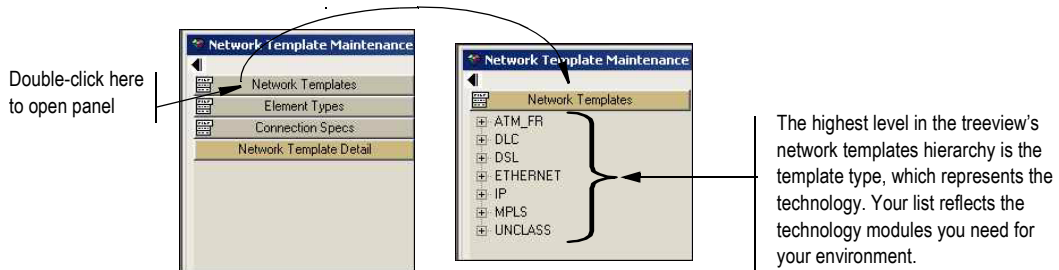 Double-click here
to open panel
Network Template Maintenance
Network Templates
Element Types
Connection Specs
Network Template Detail
Network Template Maintenance
Network Templates
ATM_FR
DLC
DSL
ETHERNET
IP
MPLS
UNCLASS
The highest level in the treeview's
network templates hierarchy is the
template type, which represents the
technology. Your list reflects the
technology modules you need for
your environment.